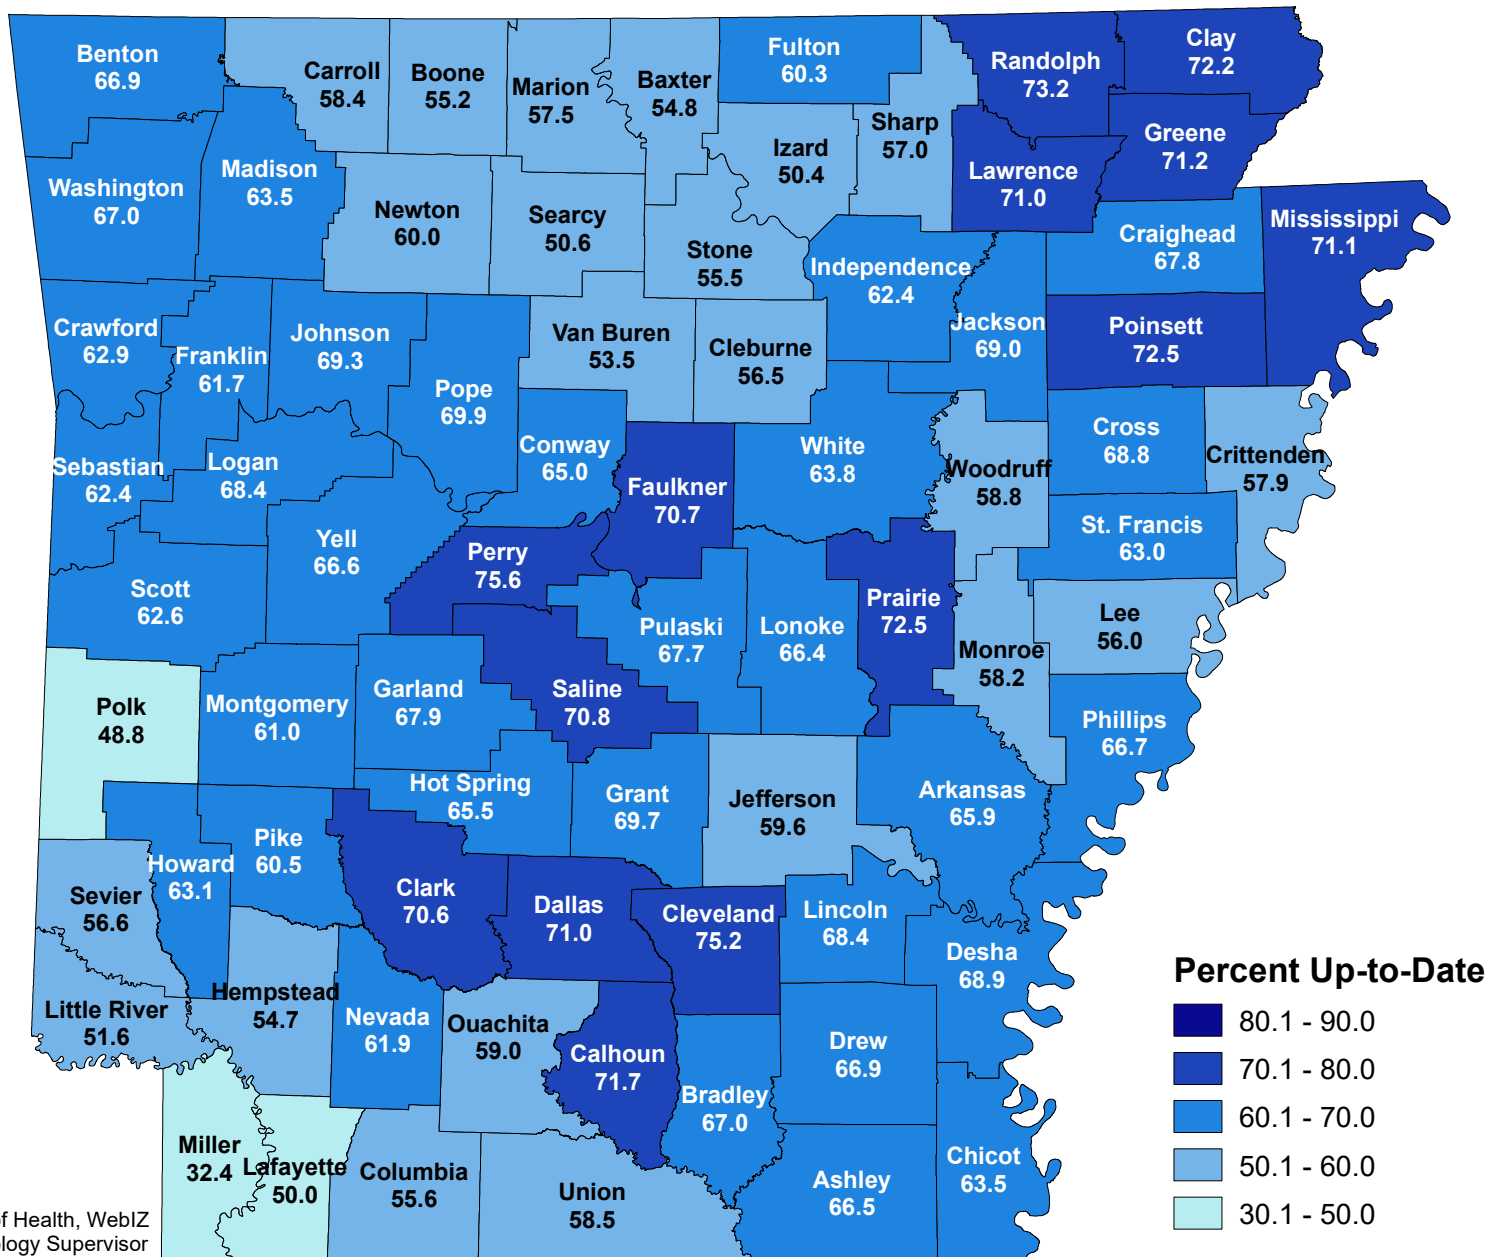 Benton
66.9
Carroll
58.4
Boone
55.2
Marion
57.5
Baxter
54.8
Fulton
60.3
Sharp
57.0
Randolph
73.2
Clay
72.2
Greene
71.2
Izard
50.4
Lawrence
71.0
Washington
67.0
Madison
63.5
Newton
60.0
Searcy
50.6
Stone
55.5
Independence
62.4
Craighead
67.8
Mississippi
71.1
Crawford
62.9
Franklin
61.7
Johnson
69.3
Pope
69.9
Van Buren
53.5
Cleburne
56.5
Jackson
69.0
Poinsett
72.5
Sebastian
62.4
Logan
68.4
Conway
65.0
Faulkner
70.7
White
63.8
Woodruff
58.8
Cross
68.8
Crittenden
57.9
St. Francis
63.0
Scott
62.6
Yell
66.6
Perry
75.6
Pulaski
67.7
Lonoke
66.4
Prairie
72.5
Monroe
58.2
Lee
56.0
Polk
48.8
Montgomery
61.0
Garland
67.9
Saline
70.8
Phillips
66.7
Hot Spring
65.5
Grant
69.7
Jefferson
59.6
Arkansas
65.9
Sevier
56.6
Howard
63.1
Pike
60.5
Clark
70.6
Dallas
71.0
Cleveland
75.2
Lincoln
68.4
Desha
68.9
Little River
51.6
Hempstead
54.7
Nevada
61.9
Ouachita
59.0
Calhoun
71.7
Bradley
67.0
Drew
66.9
Miller
32.4
Lafayette
50.0
Columbia
55.6
Union
58.5
Ashley
66.5
Chicot
63.5
Percent Up-to-Date
80.1 - 90.0
70.1 - 80.0
60.1 - 70.0
50.1 - 60.0
30.1 - 50.0
of Health, WebIZ
ology Supervisor